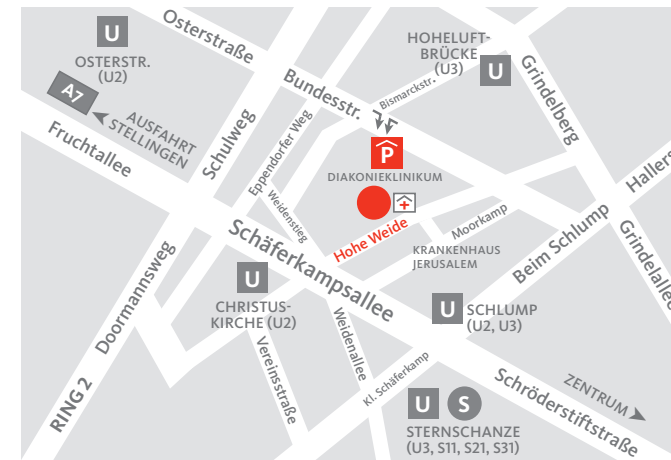 U
OSTERSTR.
(U2)
Osterstraße
HOHELUFT-
BRÜCKE
(U3)
U
Grindelberg
A7
AUSFAHRT
STELLINGEN
Fruchtallee
Schulweg
Bundesstr.
Bismarckstr.
Eppendorfer Weg
P
DIAKONIEKLINIKUM
Weidenstieg
Hohe Weide
Moorkamp
KRANKENHAUS
JERUSALEM
Hallers
Beim Schlump
Grindelallee
Schäferkampsallee
Doormannsweg
RING 2
U
CHRISTUS-
KIRCHE (U2)
Vereinsstraße
Weidenallee
U
SCHLUMP
(U2, U3)
Kl. Schäferkamp
Schröderstiftstraße
ZENTRUM
U S
STERNSCHANZE
(U3, S11, S21, S31)